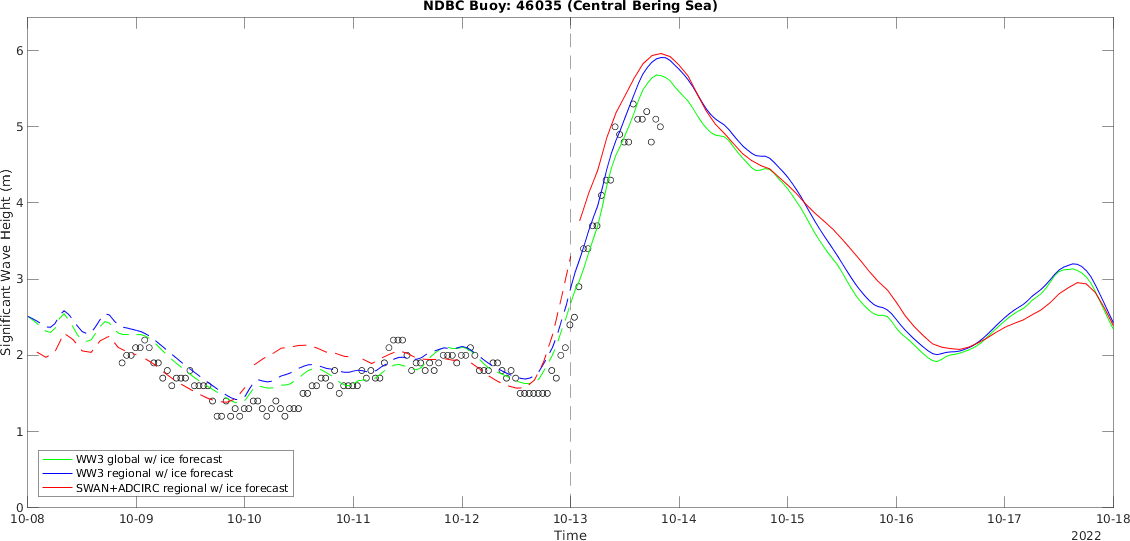 NDBC Buoy: 46035 (Central Bering Sea)
Significant Wave Height (m)
6
5
4
3
2
1
0
WW3 global w/ ice forecast
WW3 regional w/ ice forecast
SWAN+ADCIRC regional w/ ice forecast
10-08 10-09 10-10 10-11 10-12 10-13 10-14 10-15 10-16 10-17 10-18
Time
2022